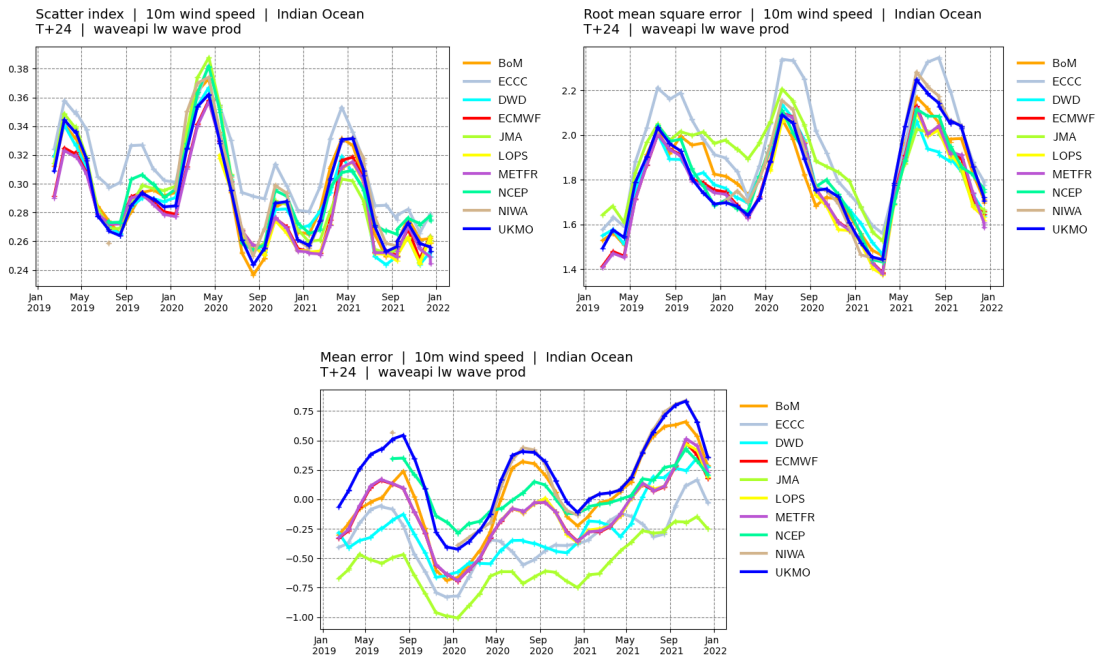 Scatter index | 10m wind speed | Indian Ocean
T+24 | waveapi lw wave prod
0.38
0.36
0.34
0.32
0.30
0.28
0.26
0.24
Jan May Sep Jan May Sep Jan May Sep Jan
2019 2019 2019 2020 2020 2020 2021 2021 2021 2022
BoM
ECCC
DWD
ECMWF
JMA
LOPS
METFR
NCEP
NIWA
UKMO
Root mean square error | 10m wind speed | Indian Ocean
T+24 | waveapi lw wave prod
2.2
2.0
1.8
1.6
1.4
Jan May Sep Jan May Sep Jan May Sep Jan
2019 2019 2019 2020 2020 2020 2021 2021 2021 2022
BoM
ECCC
DWD
ECMWF
JMA
LOPS
METFR
NCEP
NIWA
UKMO
Mean error | 10m wind speed | Indian Ocean
T+24 | waveapi lw wave prod
0.75
0.50
0.25
0.00
−0.25
−0.50
−0.75
−1.00
Jan May Sep Jan May Sep Jan May Sep Jan
2019 2019 2019 2020 2020 2020 2021 2021 2021 2022
BoM
ECCC
DWD
ECMWF
JMA
LOPS
METFR
NCEP
NIWA
UKMO